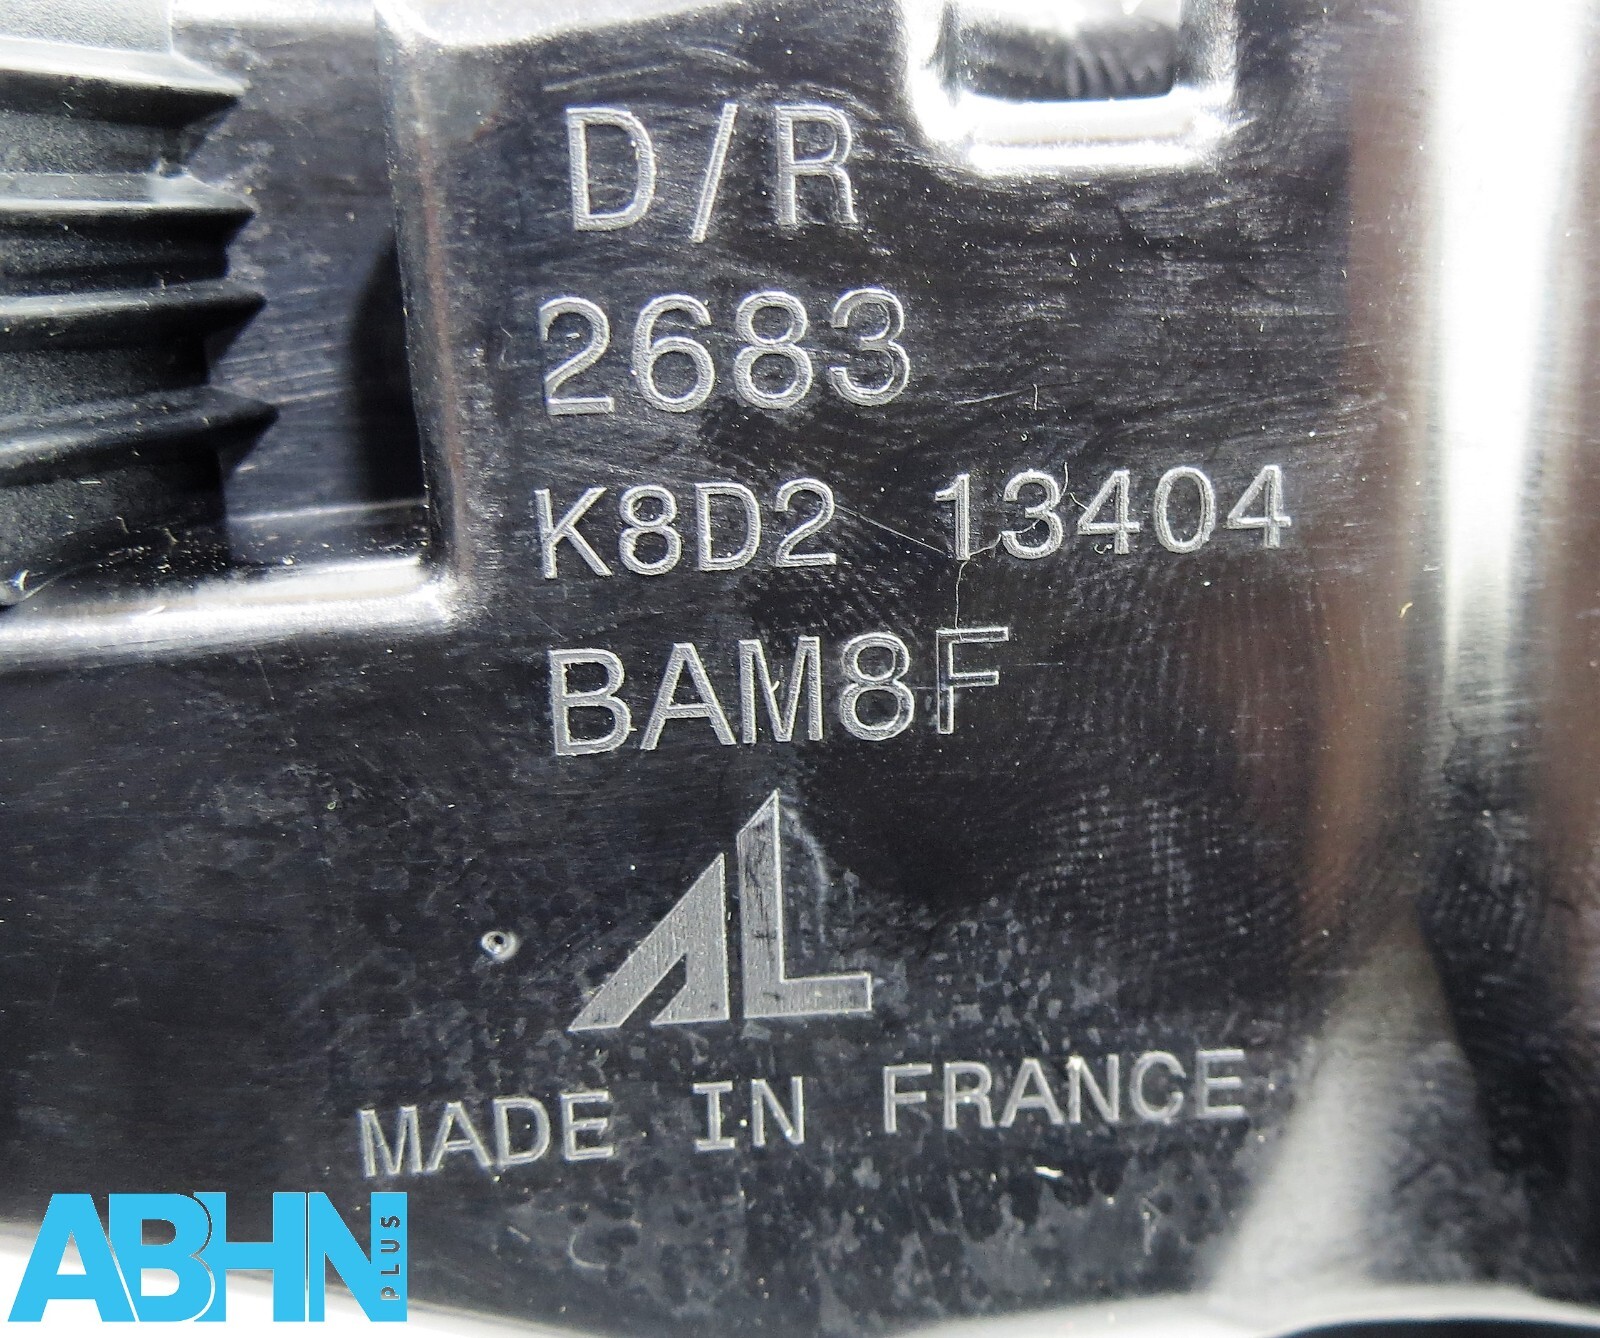 D/R
2683
K8D2 13404
BAM8F
AL
MADE IN FRANCE
ABHN PLUS